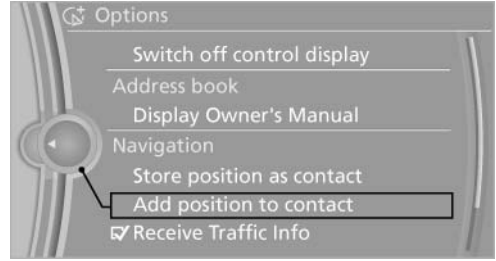 Options
Switch off control display
Address book
Display Owner's Manual
Navigation
Store position as contact
Add position to contact
Receive Traffic Info